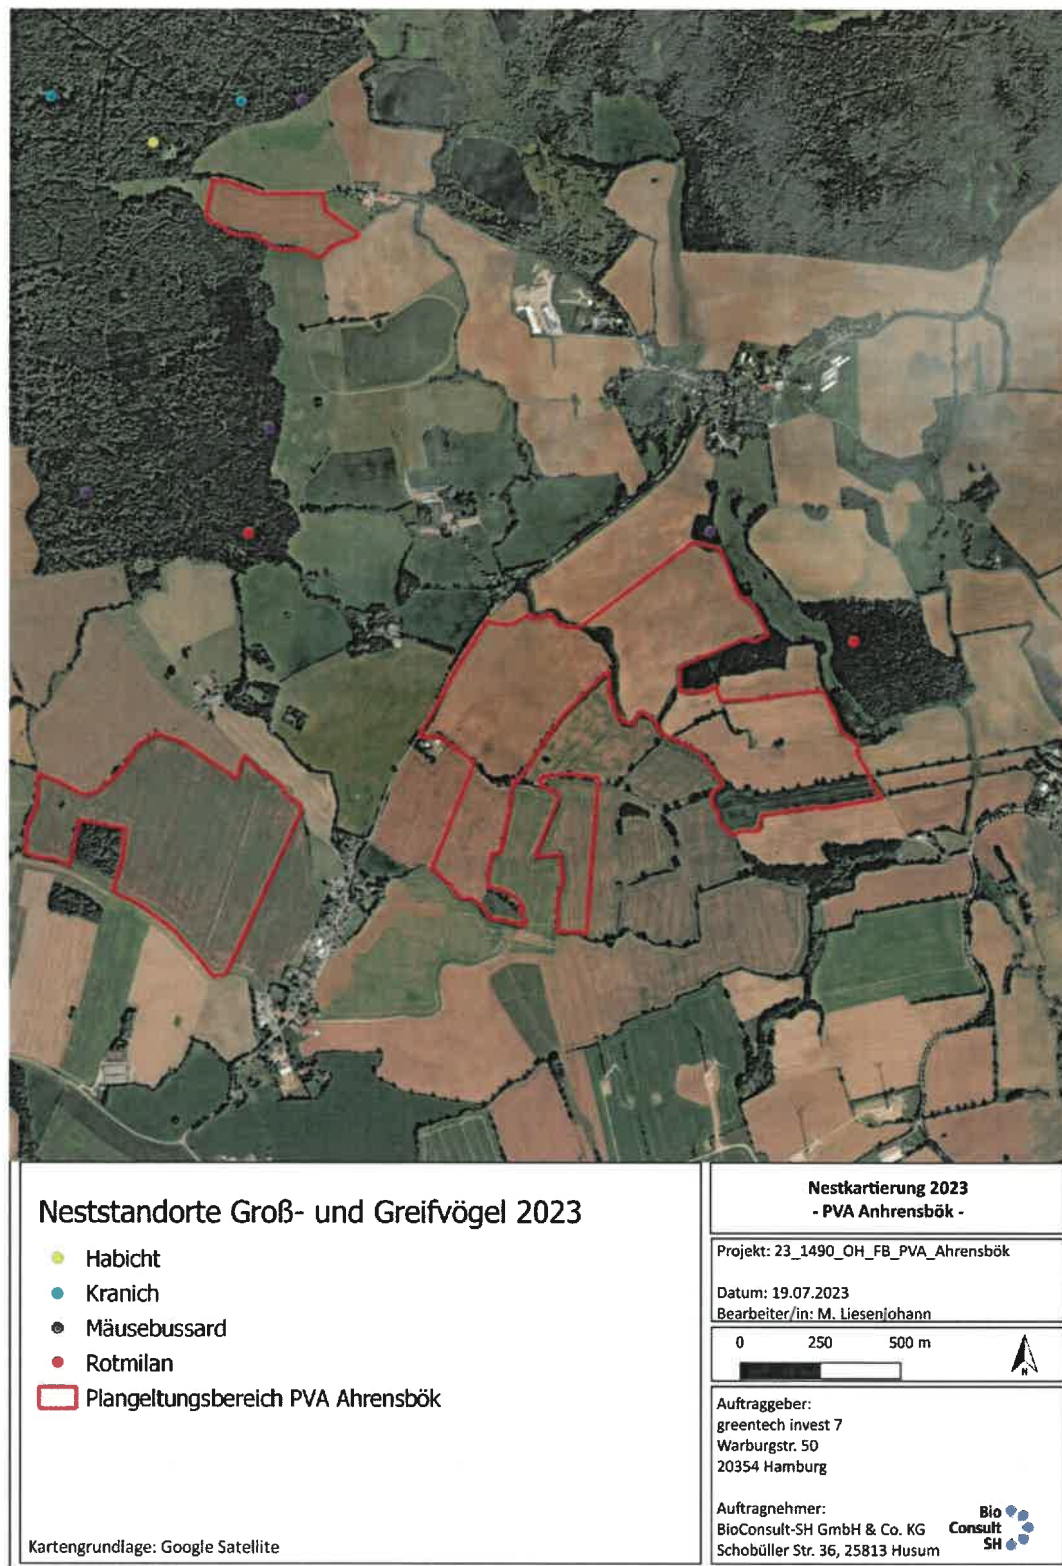 Neststandorte Groß- und Greifvögel 2023
Habicht
Kranich
Mäusebussard
Rotmilan
Plangeltungsbereich PVA Ahrensbök
Kartengrundlage: Google Satellite
Nestkartierung 2023
- PVA Anhrensbök -
Projekt: 23_1490_OH_FB_PVA_Ahrensbök
Datum: 19.07.2023
Bearbeiter/in: M. Liesenjohann
0 250 500 m
N
Auftraggeber:
greentech invest 7
Warburgstr. 50
20354 Hamburg
Auftragnehmer:
BioConsult-SH GmbH & Co. KG
Schobüller Str. 36, 25813 Husum
Bio
Consult
SH